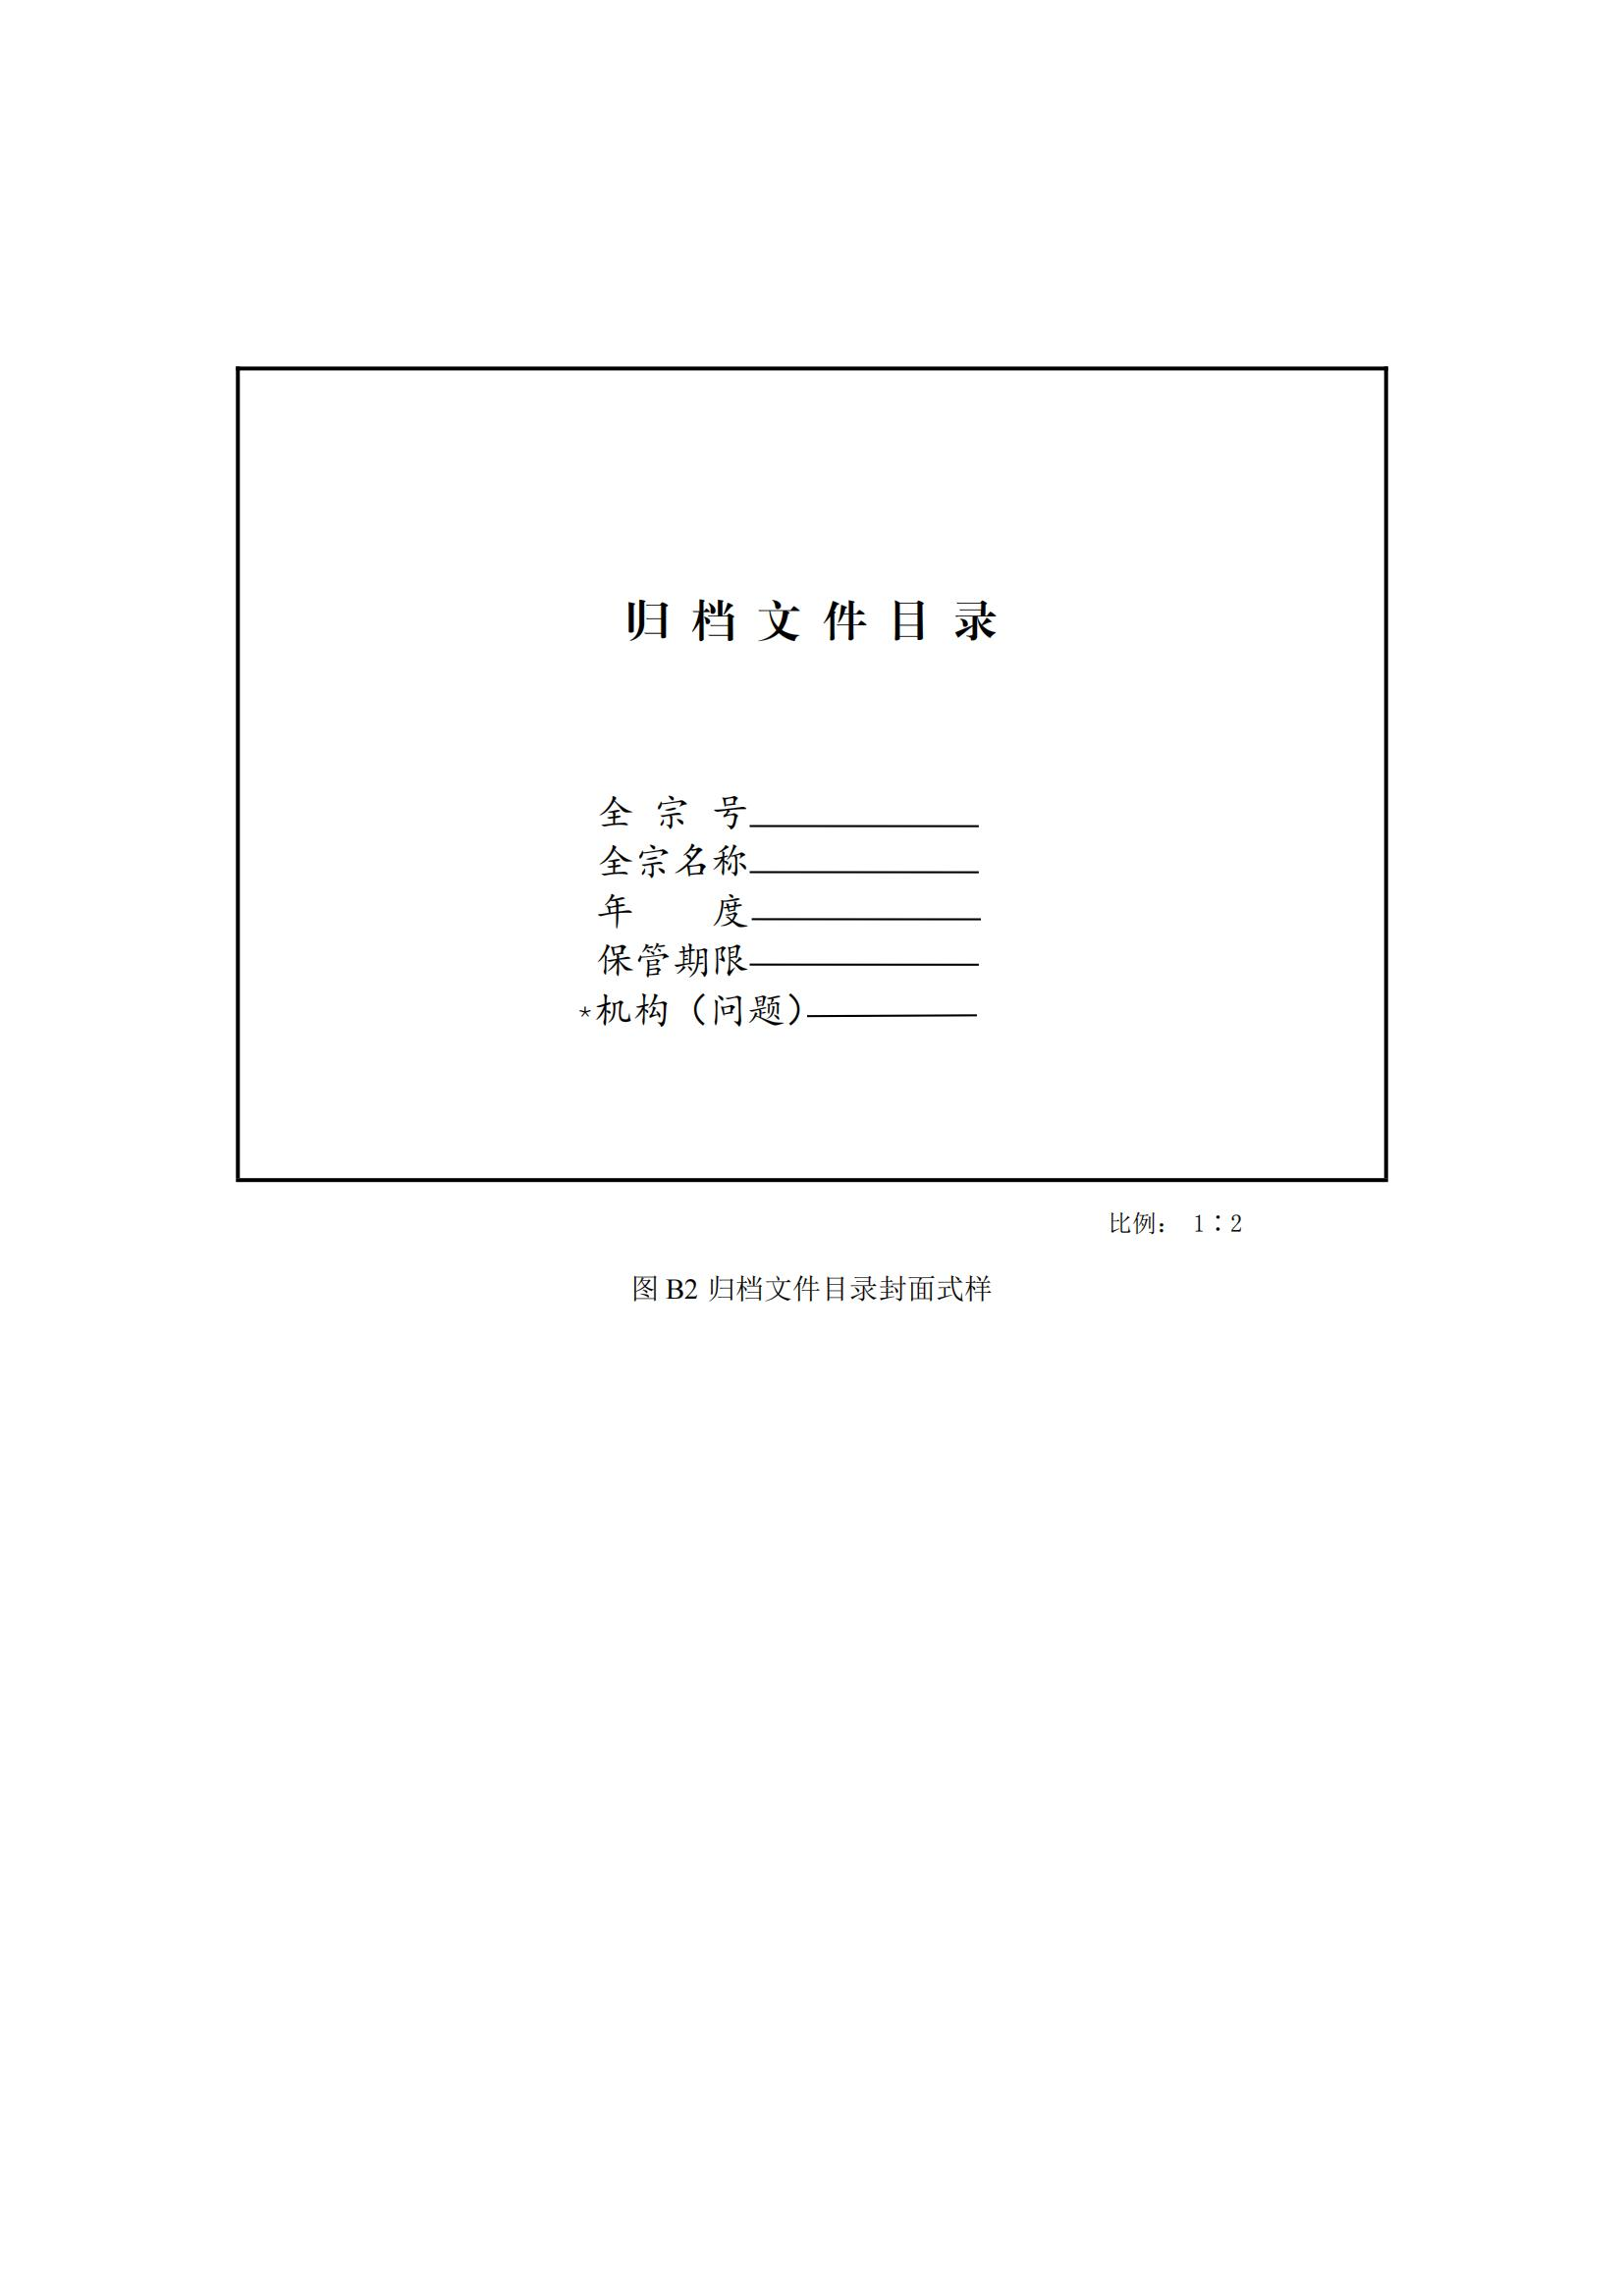 归 档 文 件 目 录
全 宗 号
全宗名称
年 度
保管期限
*机构（问题）
比例： 1∶2
图 B2 归档文件目录封面式样